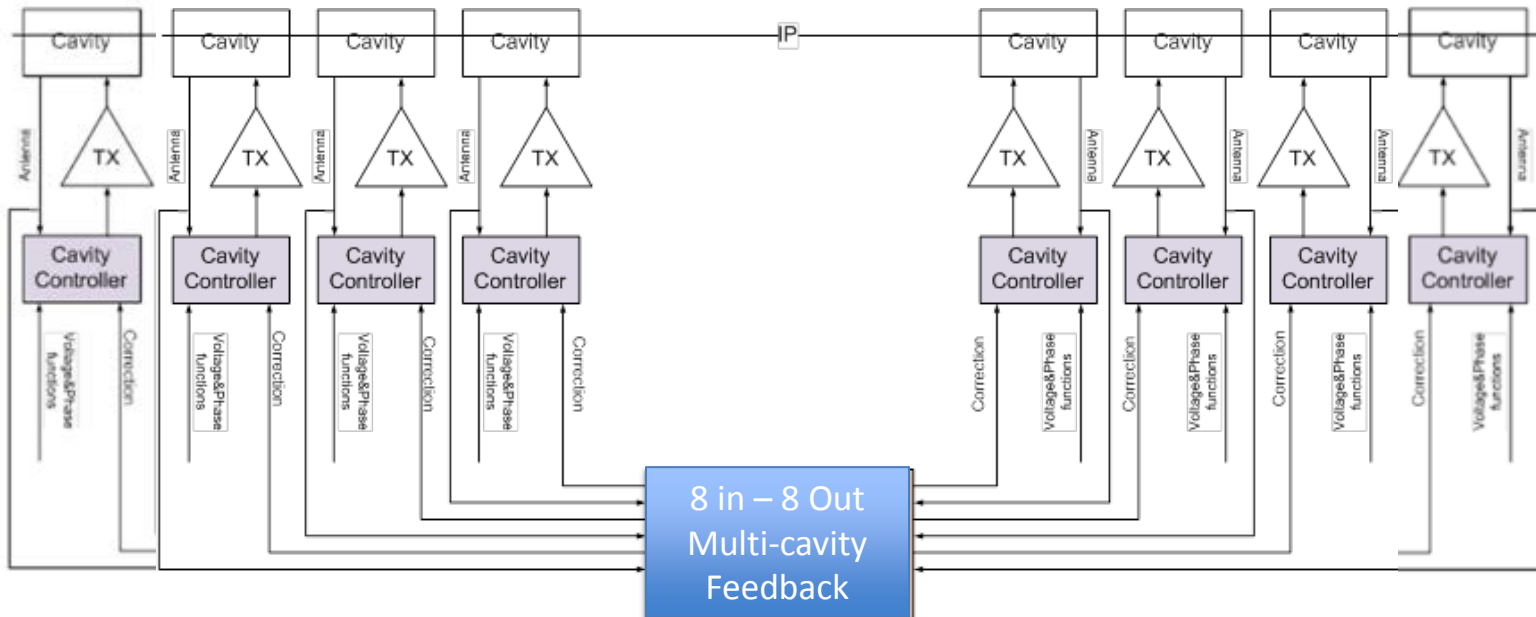 Cavity
Cavity
Cavity
Cavity
IP
Cavity
Cavity
Cavity
Cavity
Antenna
TX
Antenna
TX
Antenna
TX
Antenna
TX
TX
Antenna
TX
Antenna
TX
Antenna
TX
Antenna
Cavity
Controller
Cavity
Controller
Cavity
Controller
Cavity
Controller
Cavity
Controller
Cavity
Controller
Cavity
Controller
Cavity
Controller
Voltage&Phase
functions
Correction
Voltage&Phase
functions
Correction
Voltage&Phase
functions
Correction
Voltage&Phase
functions
Correction
Correction
Voltage&Phase
functions
Correction
Voltage&Phase
functions
Correction
Voltage&Phase
functions
Correction
Voltage&Phase
functions
8 in – 8 Out
Multi-cavity
Feedback